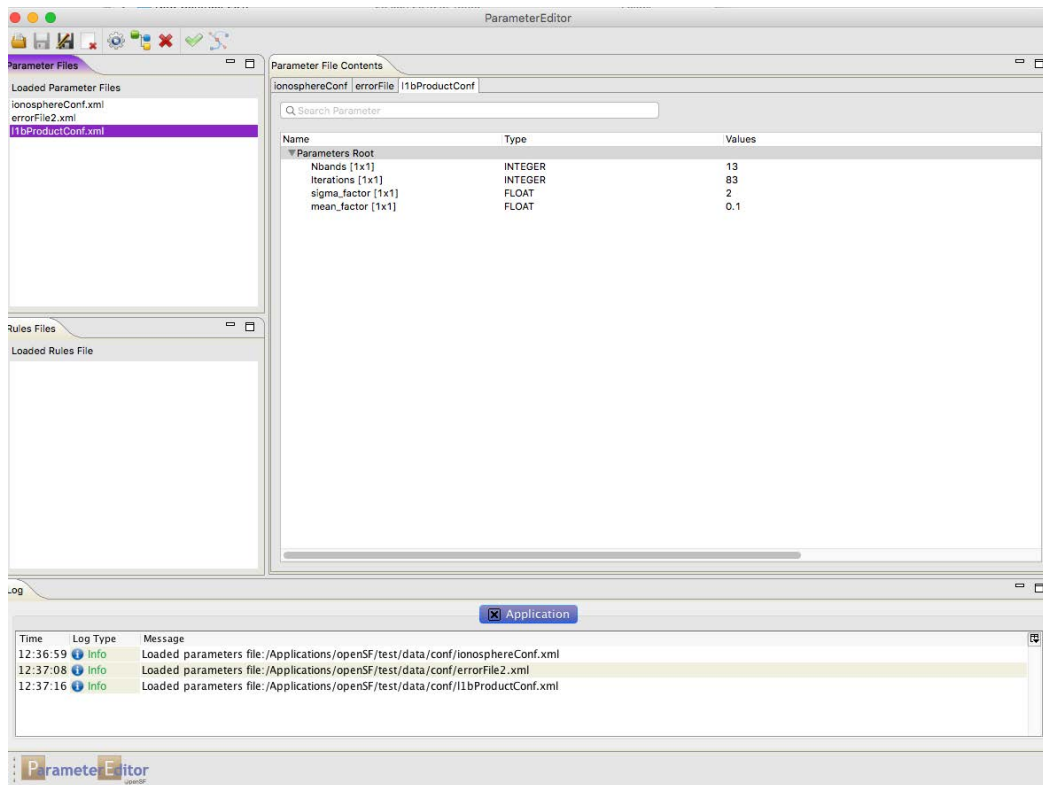 ParameterEditor
Parameter Files
Loaded Parameter Files
ionosphereConf.xml
errorFile2.xml
l1bProductConf.xml
Rules Files
Loaded Rules File
Parameter File Contents
ionosphereConf errorFile l1bProductConf
Search Parameter
Name Type Values
Parameters Root
Nbands [1x1] INTEGER 13
Iterations [1x1] INTEGER 83
sigma_factor [1x1] FLOAT 2
mean_factor [1x1] FLOAT 0.1
Log
Application
Time Log Type Message
12:36:59 Info Loaded parameters file:/Applications/openSF/test/data/conf/ionosphereConf.xml
12:37:08 Info Loaded parameters file:/Applications/openSF/test/data/conf/errorFile2.xml
12:37:16 Info Loaded parameters file:/Applications/openSF/test/data/conf/l1bProductConf.xml
ParameterEditor
openSF